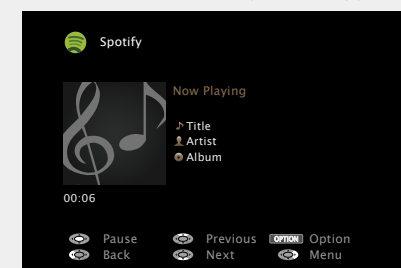 Spotify
Now Playing
Title
Artist
Album
00:06
Pause Previous OPTION Option
Back Next Menu